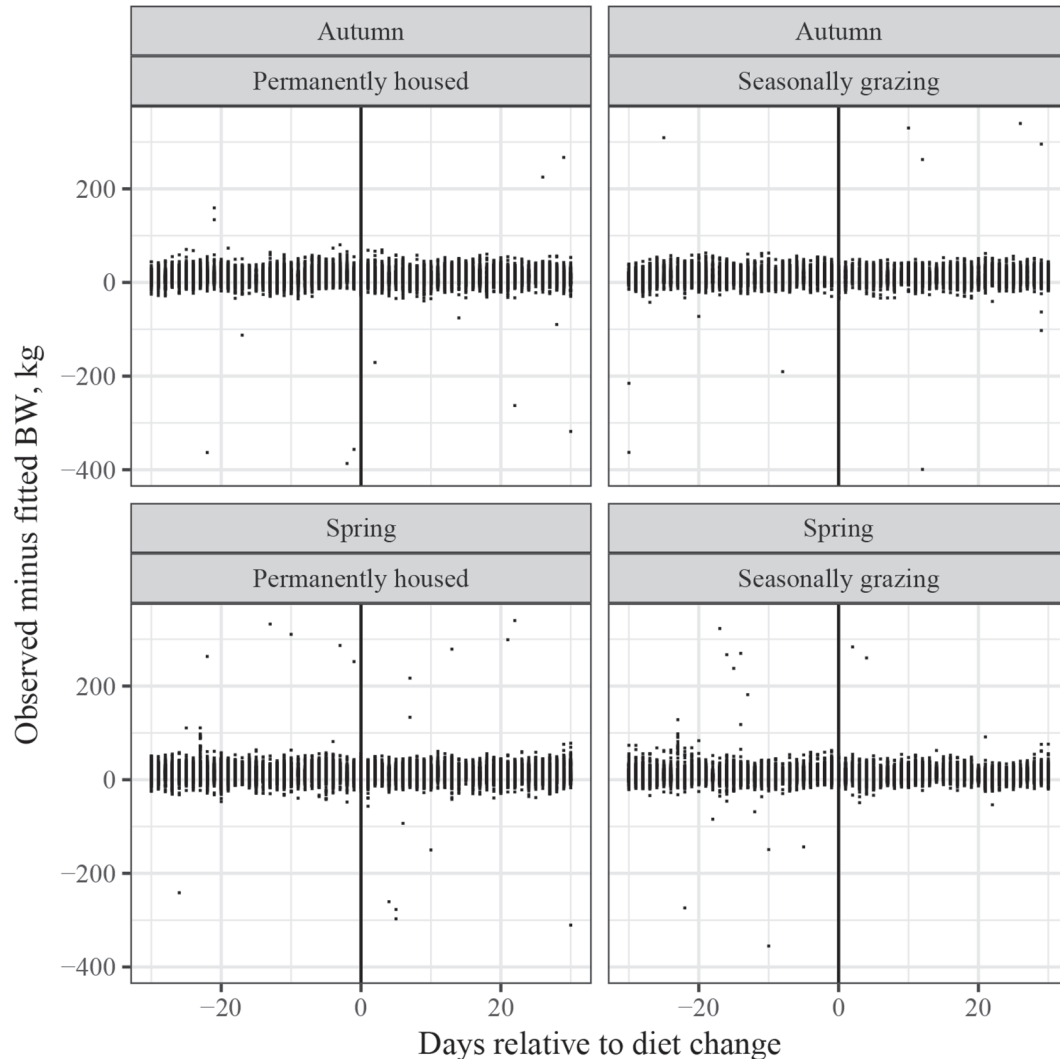 Autumn
Autumn
Permanently housed
Seasonally grazing
200
0
−200
−400
Spring
Spring
Permanently housed
Seasonally grazing
200
0
−200
−400
−20
0
20
−20
0
20
Observed minus fitted BW, kg
Days relative to diet change